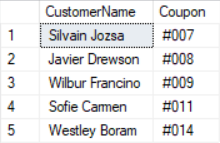 CustomerName Coupon
1 Silvain Jozsa #007
2 Javier Drewson #008
3 Wilbur Francino #009
4 Sofie Carmen #011
5 Westley Boram #014